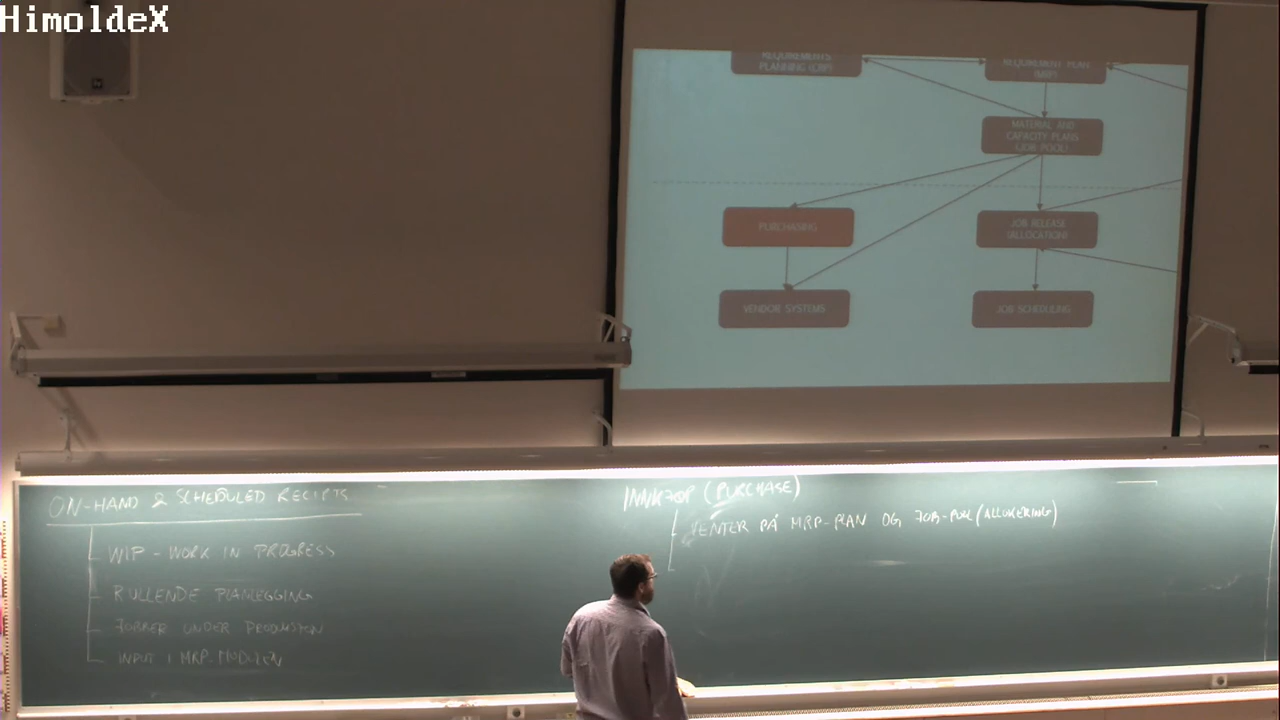 HimoldeX
REQUIREMENTS
PLANNING (CRP)
REQUIREMENT PLAN
(MRP)
MATERIAL AND
CAPACITY PLANS
(JOB POOL)
PURCHASING
JOB RELEASE
(ALLOCATION)
VENDOR SYSTEMS
JOB SCHEDULING
ON-HAND & SCHEDULED RECIPTS
WIP - WORK IN PROGRESS
RULLENDE PLANLEGGING
JOBBER UNDER PRODUKSJON
INPUT I MRP-MODULEN
INNKJØP (PURCHASE)
VENTER PÅ MRP-PLAN OG JOB-POOL (ALLOKERING)